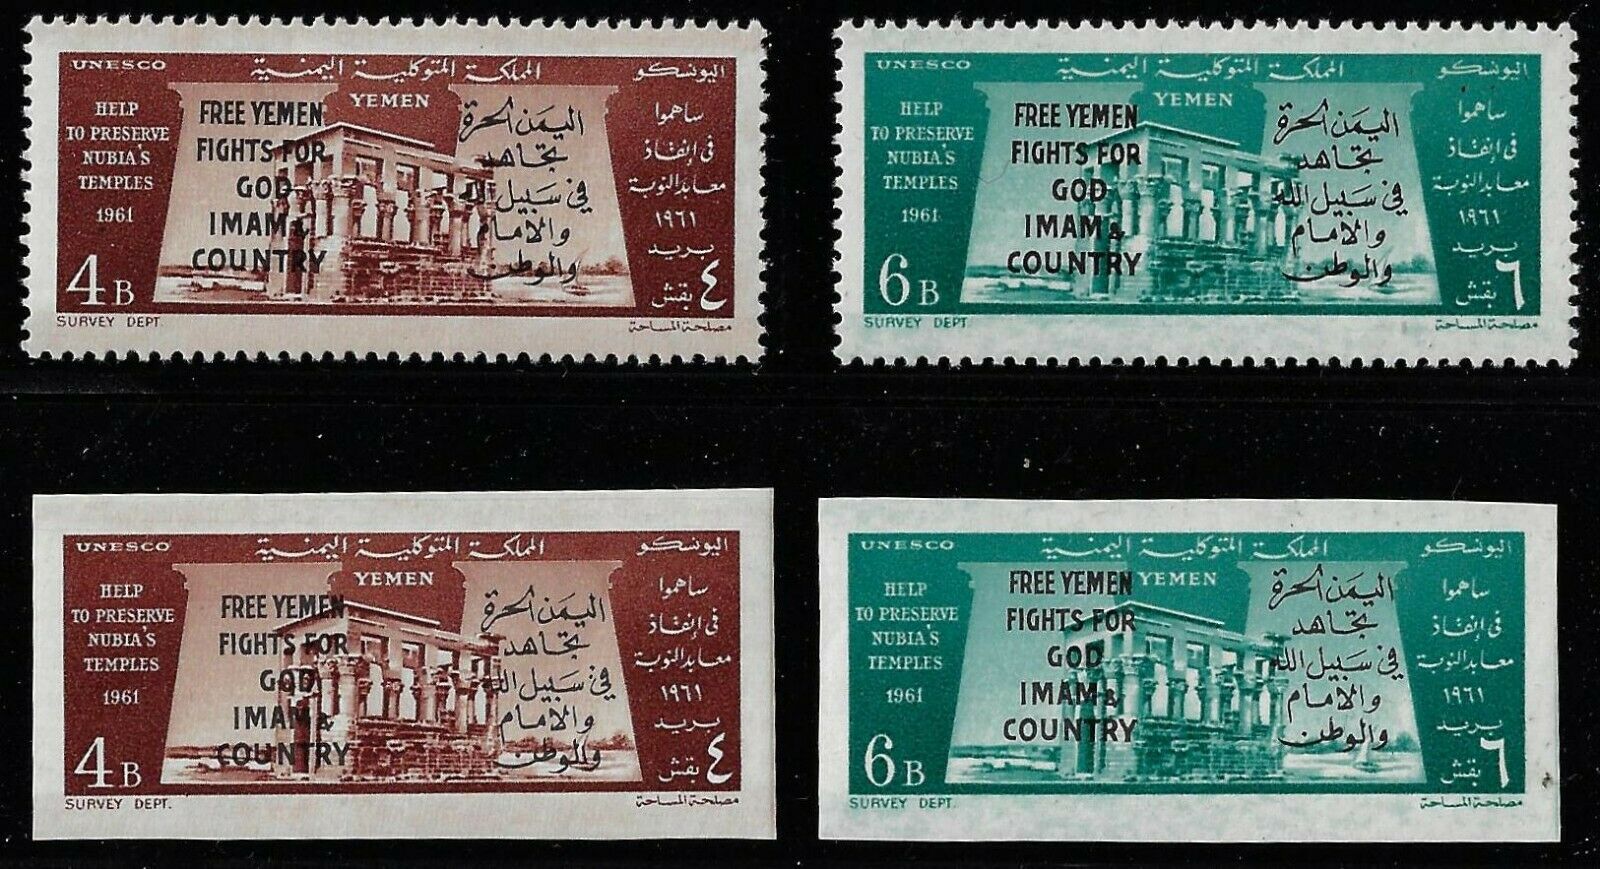 UNESCO المملكة المتوكلية اليمنية اليونسكو
YEMEN
HELP
TO PRESERVE
NUBIA'S
TEMPLES
1961
FREE YEMEN
FIGHTS FOR
GOD
IMAM &
COUNTRY
اليمن الحرة
تجاهد
في سبيل الله
والامام
والوطن
ساهموا
فى إنقاذ
معابد النوبة
١٩٦١
بريد
4 B
٤ بقش
SURVEY DEPT. مصلحة المساحة
UNESCO المملكة المتوكلية اليمنية اليونسكو
YEMEN
HELP
TO PRESERVE
NUBIA'S
TEMPLES
1961
FREE YEMEN
FIGHTS FOR
GOD
IMAM &
COUNTRY
اليمن الحرة
تجاهد
في سبيل الله
والامام
والوطن
ساهموا
فى إنقاذ
معابد النوبة
١٩٦١
بريد
6 B
٦ بقش
SURVEY DEPT. مصلحة المساحة
UNESCO المملكة المتوكلية اليمنية اليونسكو
YEMEN
HELP
TO PRESERVE
NUBIA'S
TEMPLES
1961
FREE YEMEN
FIGHTS FOR
GOD
IMAM &
COUNTRY
اليمن الحرة
تجاهد
في سبيل الله
والامام
والوطن
ساهموا
فى إنقاذ
معابد النوبة
١٩٦١
بريد
4 B
٤ بقش
SURVEY DEPT. مصلحة المساحة
UNESCO المملكة المتوكلية اليمنية اليونسكو
YEMEN
HELP
TO PRESERVE
NUBIA'S
TEMPLES
1961
FREE YEMEN
FIGHTS FOR
GOD
IMAM &
COUNTRY
اليمن الحرة
تجاهد
في سبيل الله
والامام
والوطن
ساهموا
فى إنقاذ
معابد النوبة
١٩٦١
بريد
6 B
٦ بقش
SURVEY DEPT. مصلحة المساحة